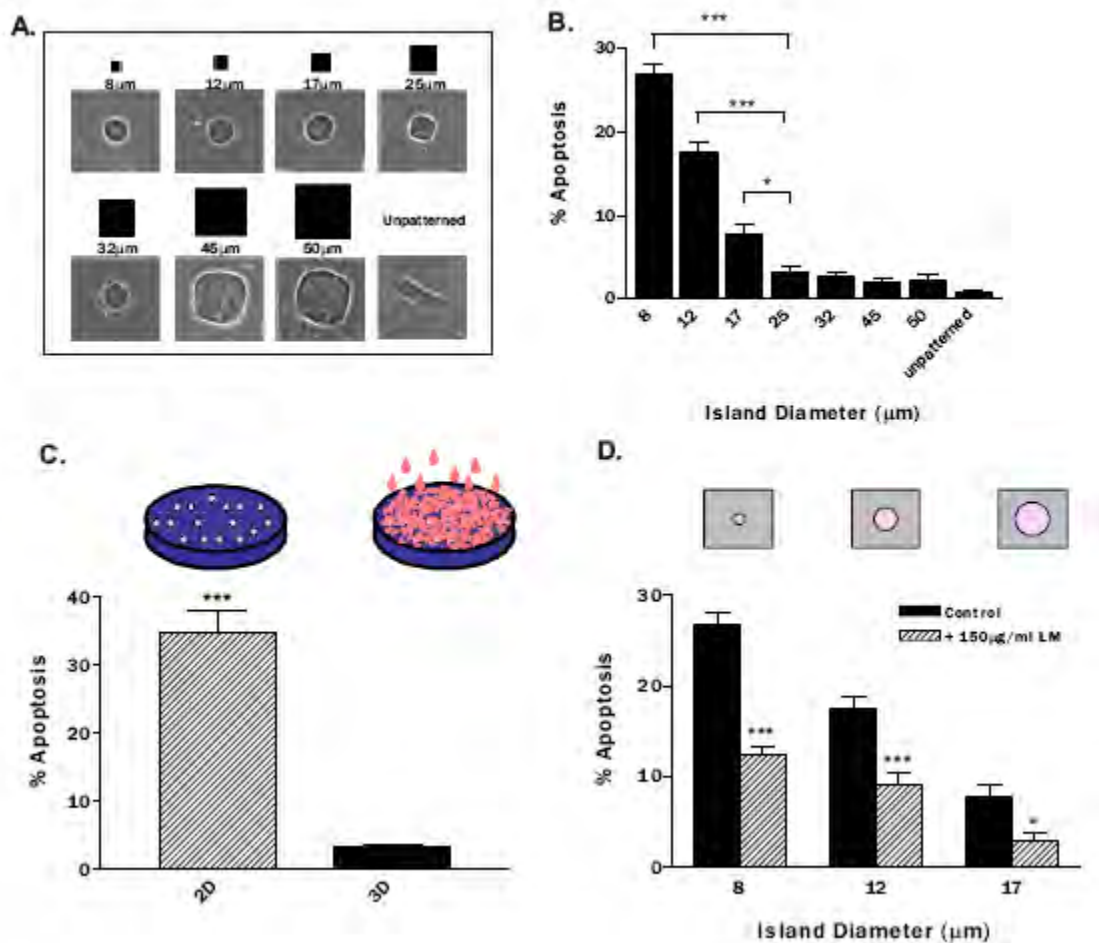 A.
8μm 12μm 17μm 25μm
Unpatterned
32μm 45μm 50μm
B.
***
***
*
% Apoptosis
30
20
10
0
8 12 17 25 32 45 50 unpatterned
Island Diameter (μm)
C.
% Apoptosis
40
30
20
10
0
***
2D 3D
D.
% Apoptosis
30
20
10
0
Control
+ 150μg/ml LM
***
***
*
8 12 17
Island Diameter (μm)